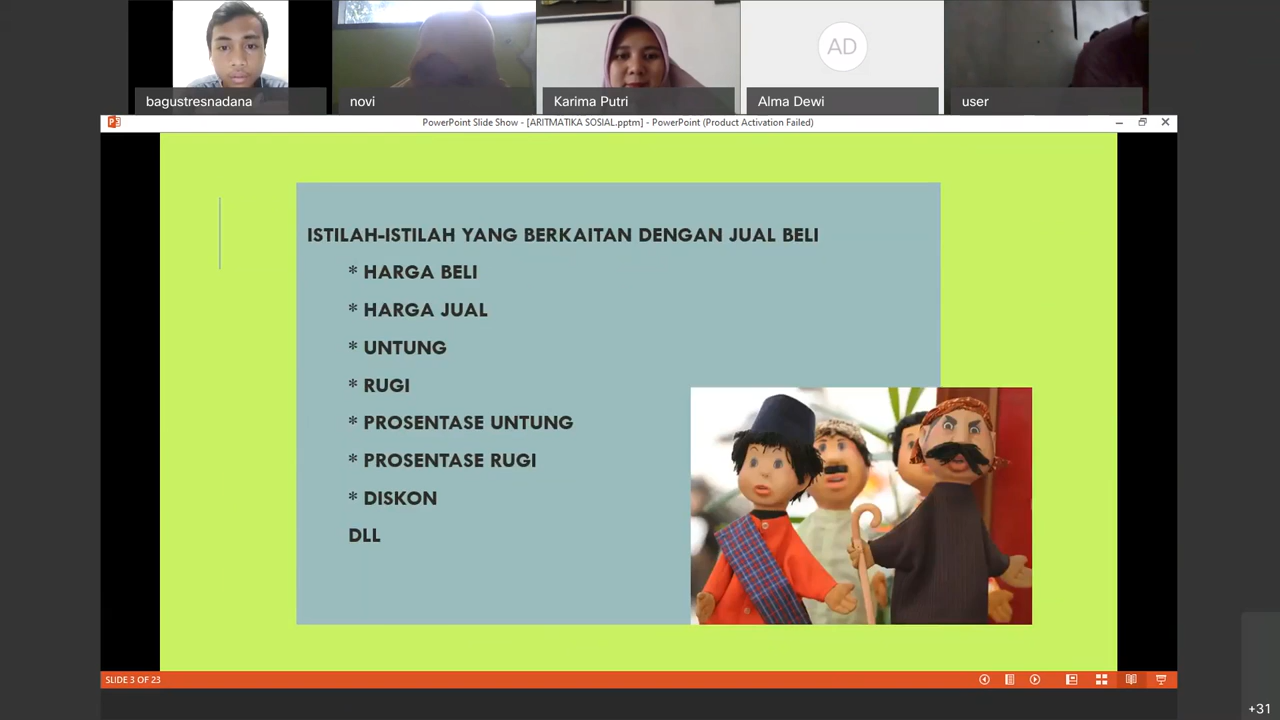 bagustresnadana
novi
Karima Putri
AD
Alma Dewi
user
PowerPoint Slide Show - [ARITMATIKA SOSIAL.pptm] - PowerPoint (Product Activation Failed)
ISTILAH-ISTILAH YANG BERKAITAN DENGAN JUAL BELI
* HARGA BELI
* HARGA JUAL
* UNTUNG
* RUGI
* PROSENTASE UNTUNG
* PROSENTASE RUGI
* DISKON
DLL
SLIDE 3 OF 23
+31